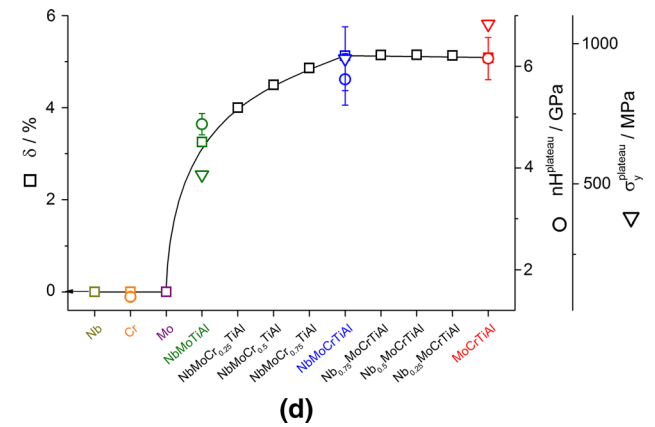 6
4
2
0
□ δ / %
6
4
2
○ nH^plateau / GPa
1000
500
▽ σ_y^plateau / MPa
Nb
Cr
Mo
NbMoTiAl
NbMoCr₀.₂₅TiAl
NbMoCr₀.₅TiAl
NbMoCr₀.₇₅TiAl
NbMoCrTiAl
Nb₀.₇₅MoCrTiAl
Nb₀.₅MoCrTiAl
Nb₀.₂₅MoCrTiAl
MoCrTiAl
(d)